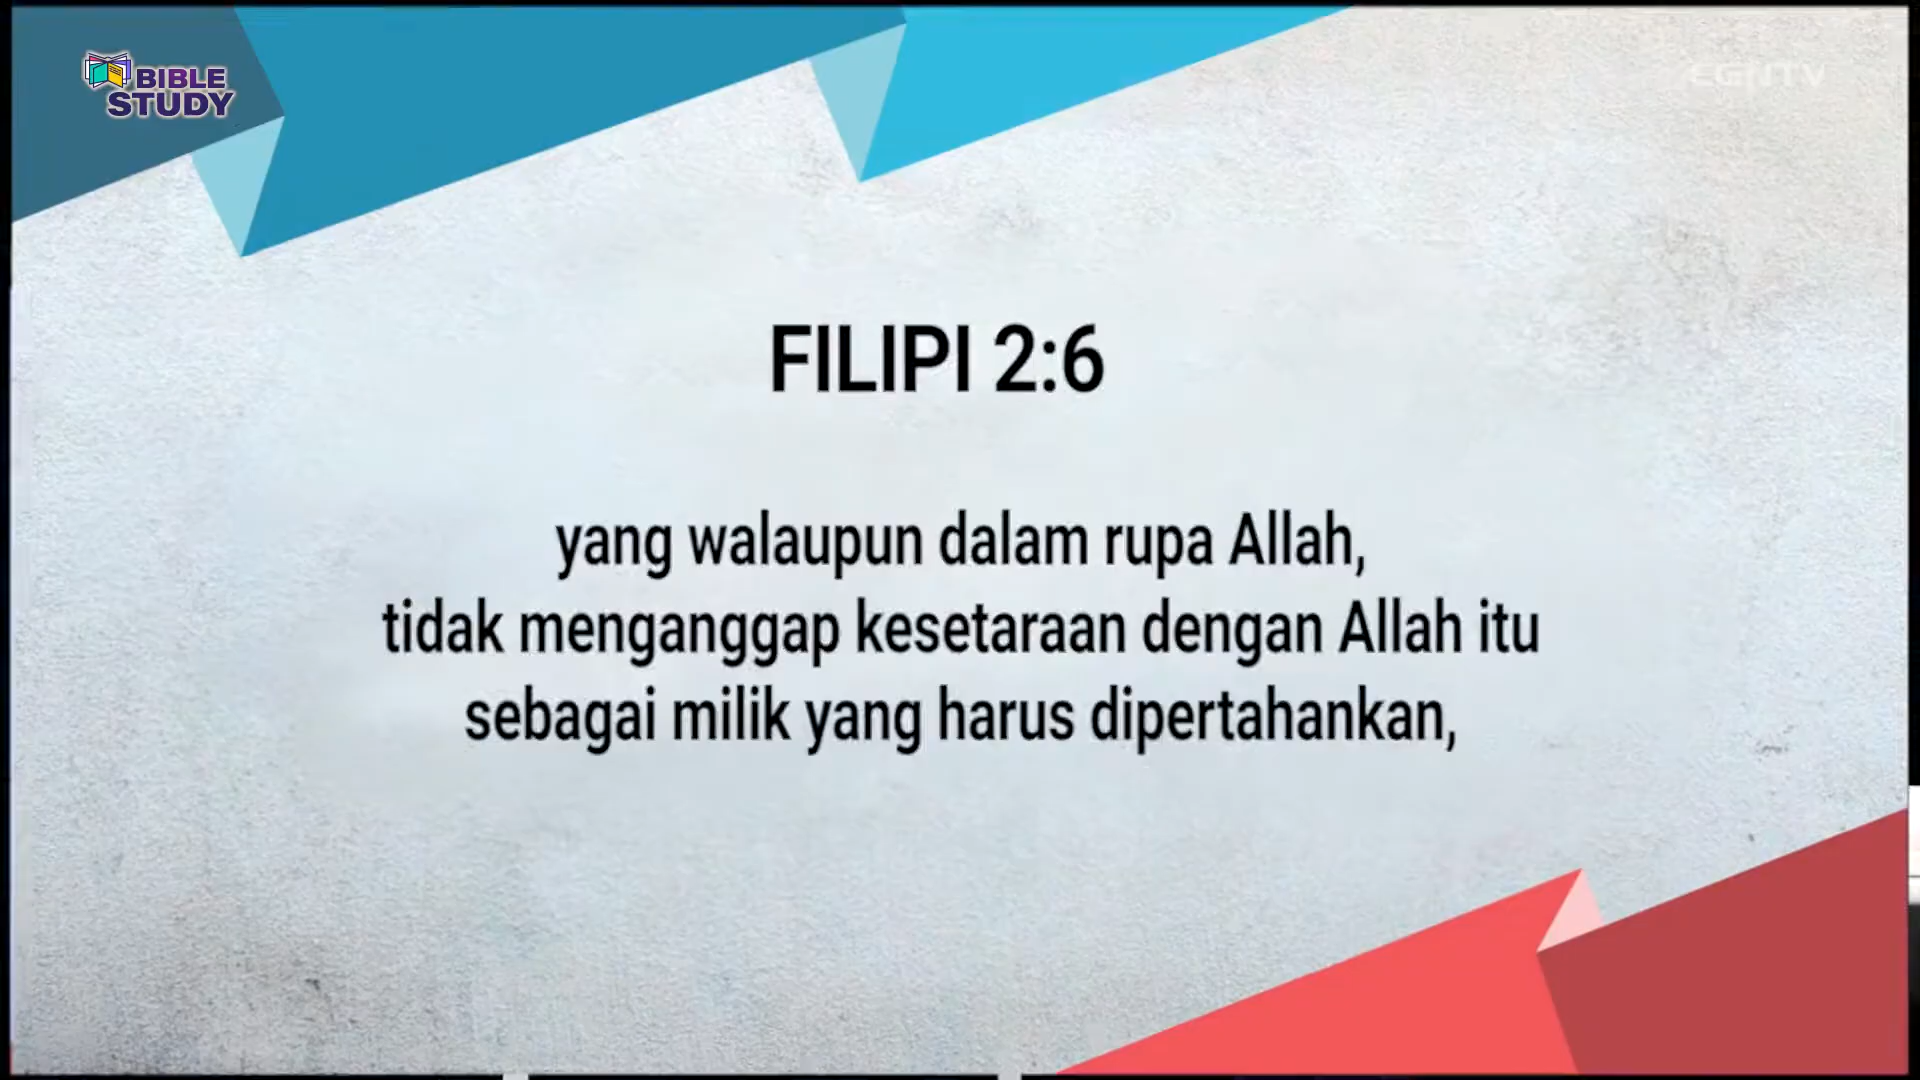 BIBLE
STUDY
FILIPI 2:6
yang walaupun dalam rupa Allah,
tidak menganggap kesetaraan dengan Allah itu
sebagai milik yang harus dipertahankan,